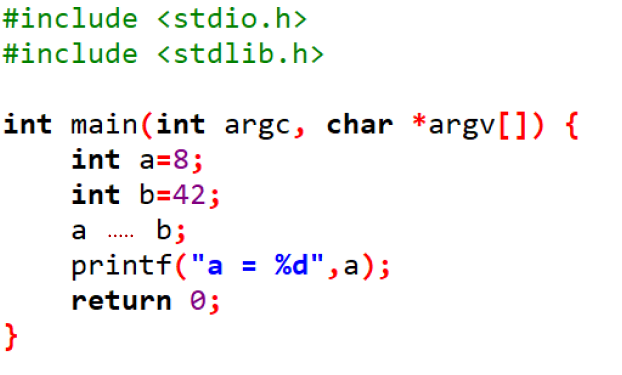 #include <stdio.h>
#include <stdlib.h>
int main(int argc, char *argv[]) {
int a=8;
int b=42;
a ..... b;
printf("a = %d",a);
return 0;
}